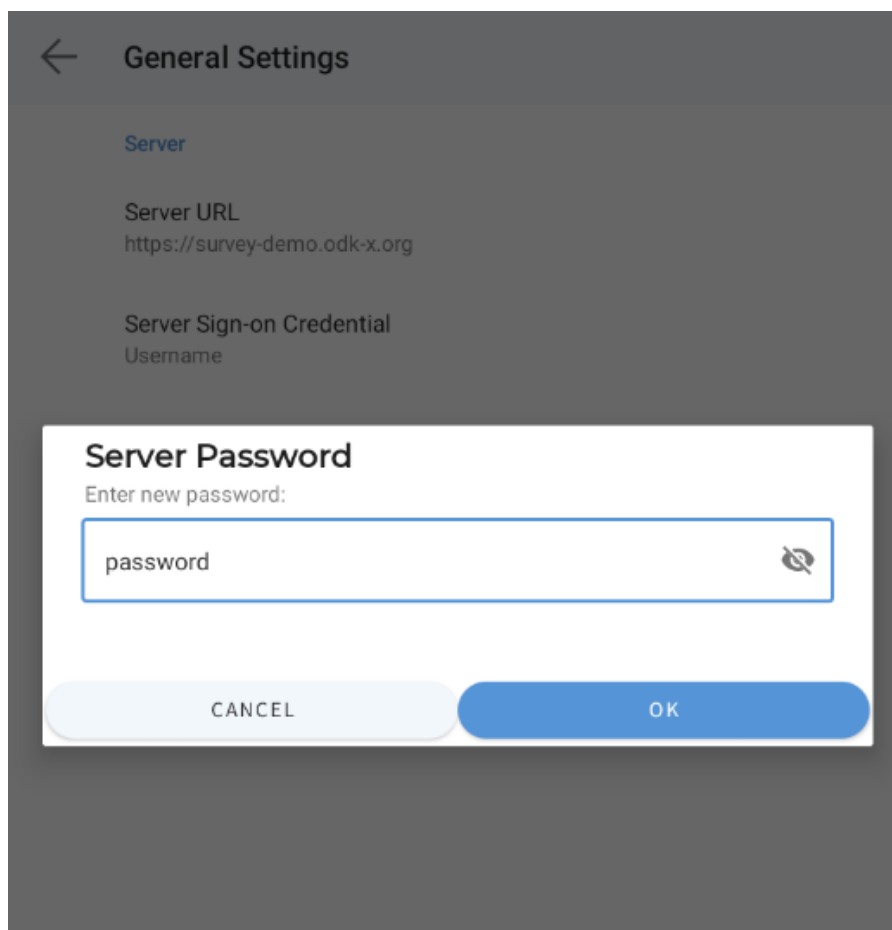 General Settings
Server
Server URL
https://survey-demo.odk-x.org
Server Sign-on Credential
Username
Server Password
Enter new password:
password
CANCEL
OK